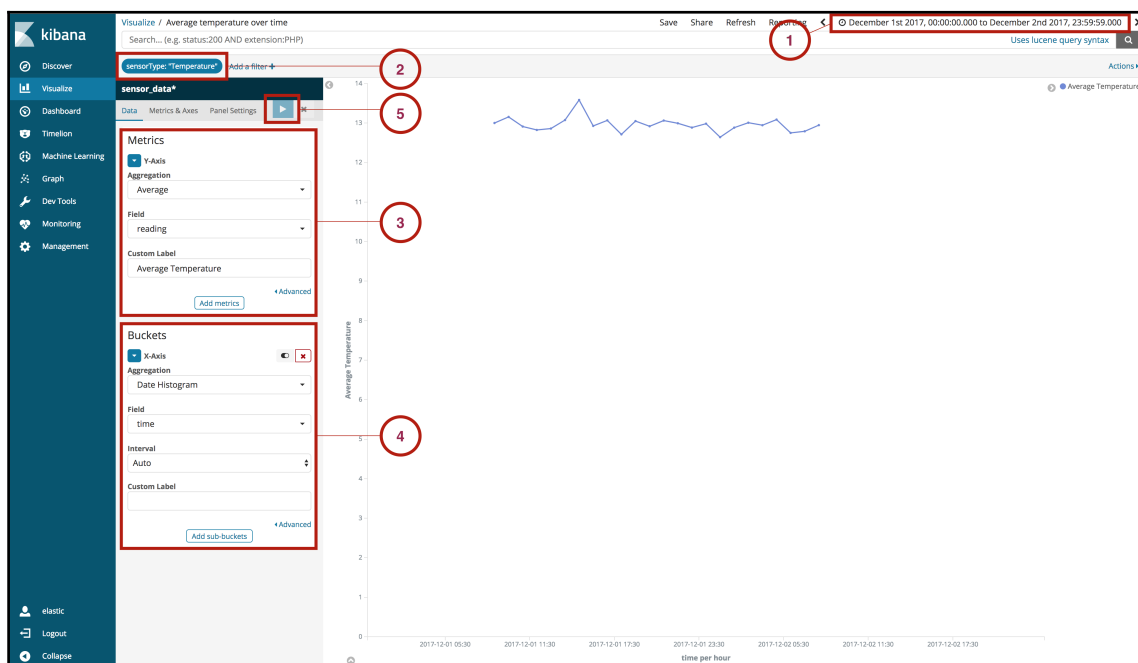 kibana
Discover
Visualize
Dashboard
Timelion
Machine Learning
Graph
Dev Tools
Monitoring
Management
elastic
Logout
Collapse
Visualize / Average temperature over time
Save Share Refresh Reporting December 1st 2017, 00:00:00.000 to December 2nd 2017, 23:59:59.000
Search... (e.g. status:200 AND extension:PHP)
Uses lucene query syntax
1
sensorType: "Temperature" Add a filter +
Actions
2
sensor_data*
Data Metrics & Axes Panel Settings
5
Metrics
Y-Axis
Aggregation
Average
Field
reading
Custom Label
Average Temperature
Advanced
Add metrics
3
Buckets
X-Axis
Aggregation
Date Histogram
Field
time
Interval
Auto
Custom Label
Advanced
Add sub-buckets
4
Average Temperature
14
13
12
11
10
9
8
7
6
5
4
3
2
1
0
Average Temperature
2017-12-01 05:30 2017-12-01 11:30 2017-12-01 17:30 2017-12-01 23:30 2017-12-02 05:30 2017-12-02 11:30 2017-12-02 17:30
time per hour